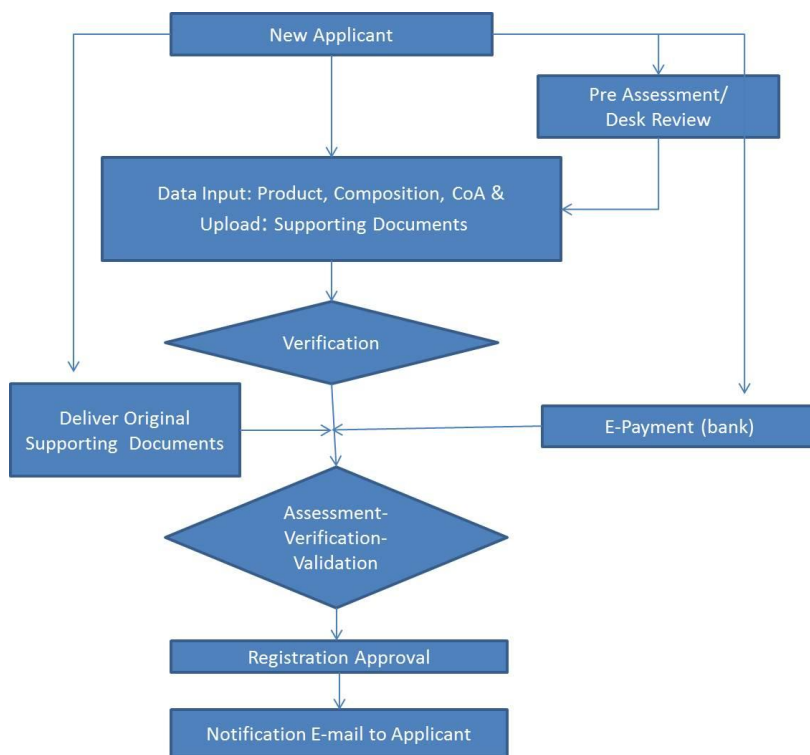 New Applicant
Pre Assessment/
Desk Review
Data Input: Product, Composition, CoA &
Upload: Supporting Documents
Verification
Deliver Original
Supporting Documents
E-Payment (bank)
Assessment-
Verification-
Validation
Registration Approval
Notification E-mail to Applicant